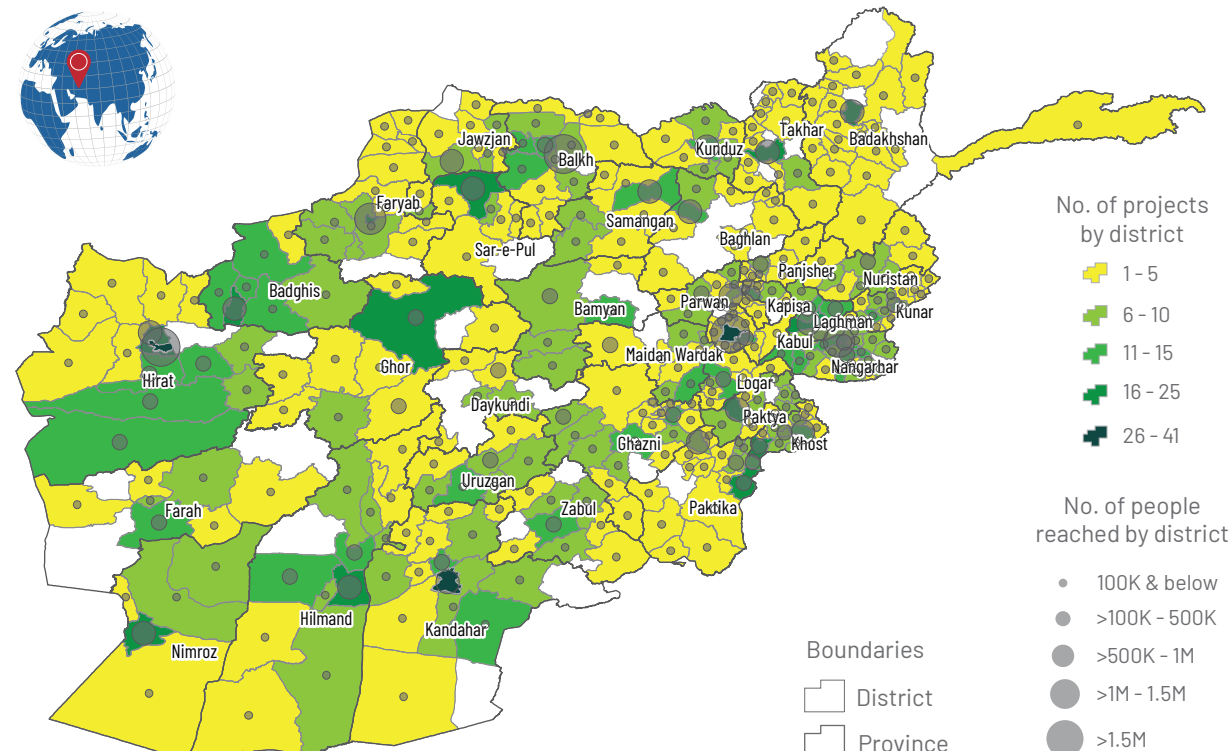 Jawzjan
Balkh
Kunduz
Takhar
Badakhshan
Faryab
Samangan
Sar-e-Pul
Baghlan
Panjsher
Nuristan
Badghis
Bamyan
Parwan
Kapisa
Kunar
Laghman
Kabul
Maidan Wardak
Nangarhar
Hirat
Ghor
Logar
Daykundi
Paktya
Ghazni
Khost
Uruzgan
Zabul
Paktika
Farah
Hilmand
Kandahar
Nimroz
No. of projects
by district
1 - 5
6 - 10
11 - 15
16 - 25
26 - 41
No. of people
reached by district
100K & below
>100K - 500K
>500K - 1M
>1M - 1.5M
>1.5M
Boundaries
District
Province